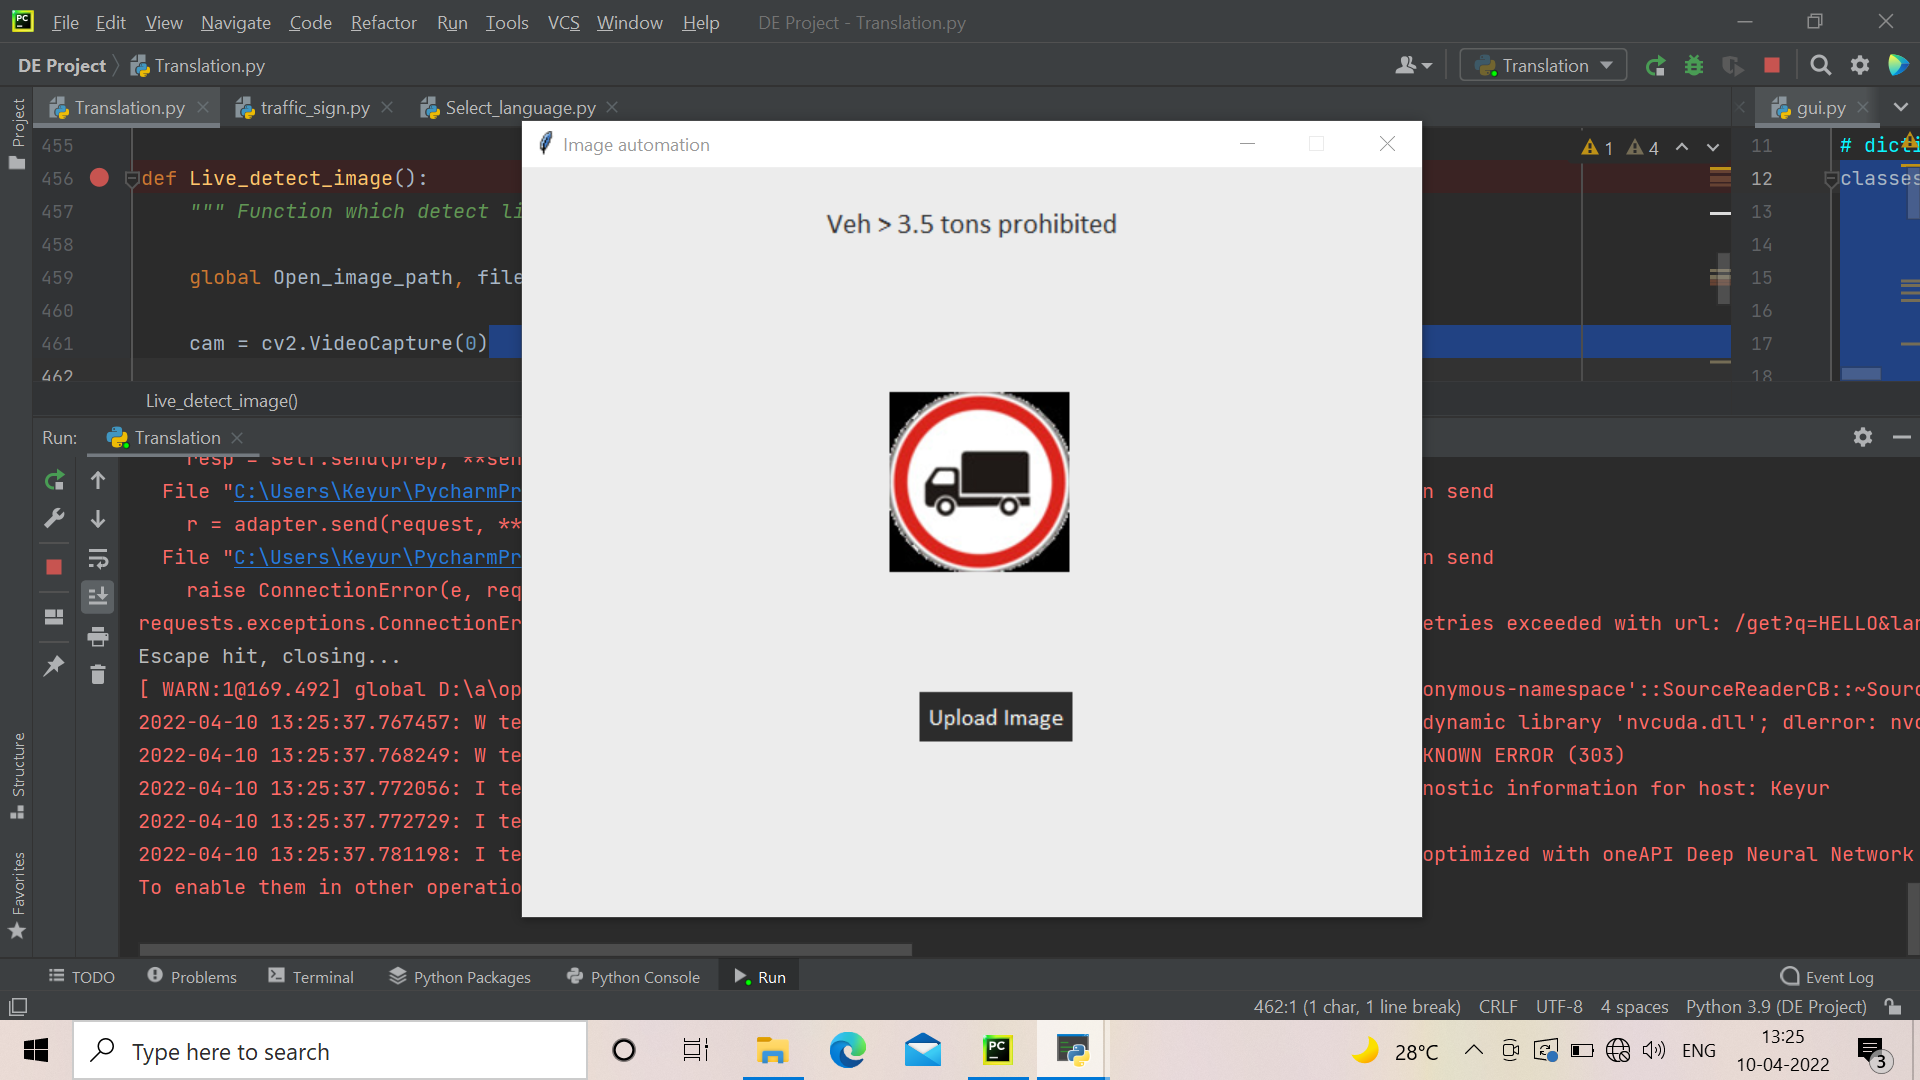 PC File Edit View Navigate Code Refactor Run Tools VCS Window Help DE Project - Translation.py
DE Project Translation.py Translation
Project Translation.py traffic_sign.py Select_language.py gui.py
Image automation
455 1 4 11 # dicti
456 def Live_detect_image(): 12 classes
457 """ Function which detect li 13
Veh > 3.5 tons prohibited
458 14
459 global Open_image_path, file 15
460 16
461 cam = cv2.VideoCapture(0) 17
462 18
Live_detect_image()
Run: Translation
resp = self.send(prep, **sen
File "C:\Users\Keyur\PycharmPr n send
r = adapter.send(request, **
File "C:\Users\Keyur\PycharmPr n send
raise ConnectionError(e, req
requests.exceptions.ConnectionEr etries exceeded with url: /get?q=HELLO&lan
Escape hit, closing...
[ WARN:1@169.492] global D:\a\op onymous-namespace'::SourceReaderCB::~Sourc
Upload Image
2022-04-10 13:25:37.767457: W te dynamic library 'nvcuda.dll'; dlerror: nvc
2022-04-10 13:25:37.768249: W te KNOWN ERROR (303)
2022-04-10 13:25:37.772056: I te nostic information for host: Keyur
2022-04-10 13:25:37.772729: I te
2022-04-10 13:25:37.781198: I te optimized with oneAPI Deep Neural Network
To enable them in other operatio
Structure
Favorites
TODO Problems Terminal Python Packages Python Console Run Event Log
462:1 (1 char, 1 line break) CRLF UTF-8 4 spaces Python 3.9 (DE Project)
Type here to search PC 28°C ENG 13:25
10-04-2022 3